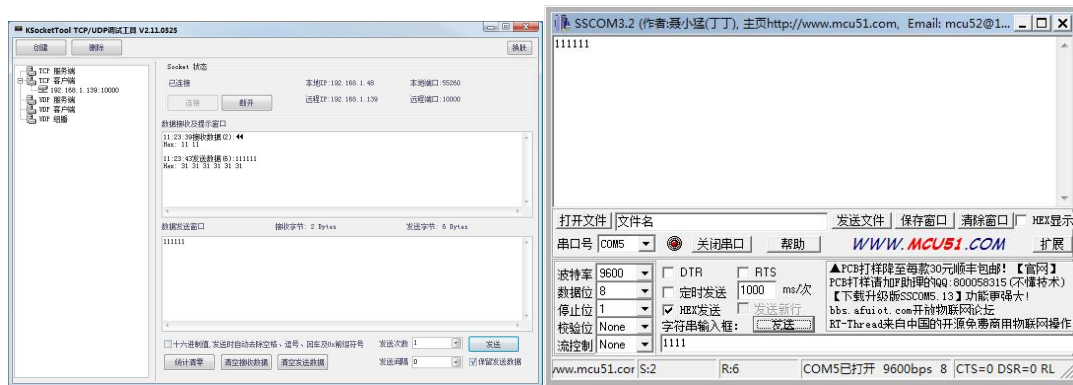 KSocketTool TCP/UDP调试工具 V2.11.0525
创建
删除
换肤
TCP 服务端
TCP 客户端
192.168.1.139:10000
UDP 服务端
UDP 客户端
UDP 组播
Socket 状态
已连接
本地IP:192.168.1.48
本地端口:55260
连接
断开
远程IP:192.168.1.139
远程端口:10000
数据接收及提示窗口
11:23:39接收数据(2):◀◀
Hex: 11 11
11:23:43发送数据(6):111111
Hex: 31 31 31 31 31 31
数据发送窗口
接收字节: 2 Bytes
发送字节: 6 Bytes
111111
十六进制值,发送时自动去除空格、逗号、回车及0x前缀符号
发送次数 1
发送
统计清零
清空接收数据
清空发送数据
发送间隔 0
保留发送数据
SSCOM3.2 (作者:聂小猛(丁丁), 主页http://www.mcu51.com, Email: mcu52@1...
111111
打开文件
文件名
发送文件
保存窗口
清除窗口
HEX显示
串口号 COM5
关闭串口
帮助
WWW.MCU51.COM
扩展
波特率 9600
DTR
RTS
数据位 8
定时发送
1000
ms/次
停止位 1
HEX发送
发送新行
校验位 None
字符串输入框:
发送
流控制 None
1111
▲PCB打样降至每款30元顺丰包邮!【官网】
PCB打样请加PCB助理的QQ:800058315(不懂技术)
【下载升级版SSCOM5.13】功能更强大!
bbs.afuiot.com开放物联网论坛
RT-Thread来自中国的开源免费商用物联网操作
www.mcu51.cor
S:2
R:6
COM5已打开 9600bps 8
CTS=0 DSR=0 RL